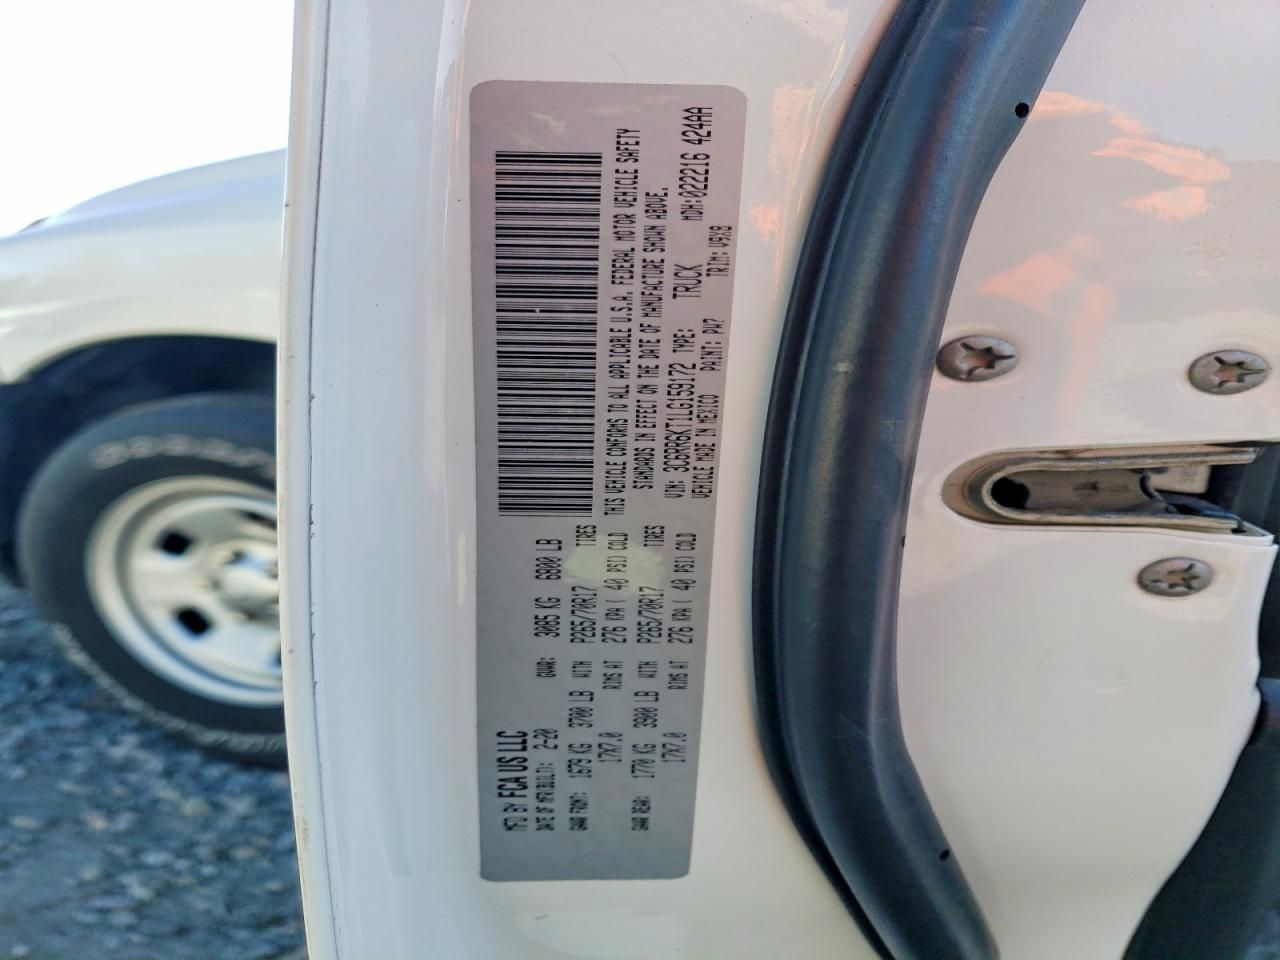 MFD BY FCA US LLC
DATE OF MFR(BUILT): 2-20 GVWR: 3085 KG 6800 LB
GAWR FRONT: 1679 KG 3700 LB WITH P265/70R17 TIRES
17X7.0 RIMS AT 276 KPA ( 40 PSI) COLD
GAWR REAR: 1770 KG 3900 LB WITH P265/70R17 TIRES
17X7.0 RIMS AT 276 KPA ( 40 PSI) COLD
THIS VEHICLE CONFORMS TO ALL APPLICABLE U.S.A. FEDERAL MOTOR VEHICLE SAFETY
STANDARDS IN EFFECT ON THE DATE OF MANUFACTURE SHOWN ABOVE.
VIN: 3C6RR6KT1LG159172 TYPE: TRUCK MDH:022216 424AA
VEHICLE MADE IN MEXICO PAINT: PW7 TRIM: V9X8